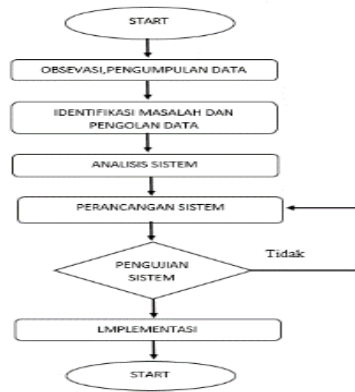 START
OBSEVASI,PENGUMPULAN DATA
IDENTIFIKASI MASALAH DAN
PENGOLAN DATA
ANALISIS SISTEM
PERANCANGAN SISTEM
Tidak
PENGUJIAN
SISTEM
LMPLEMENTASI
START